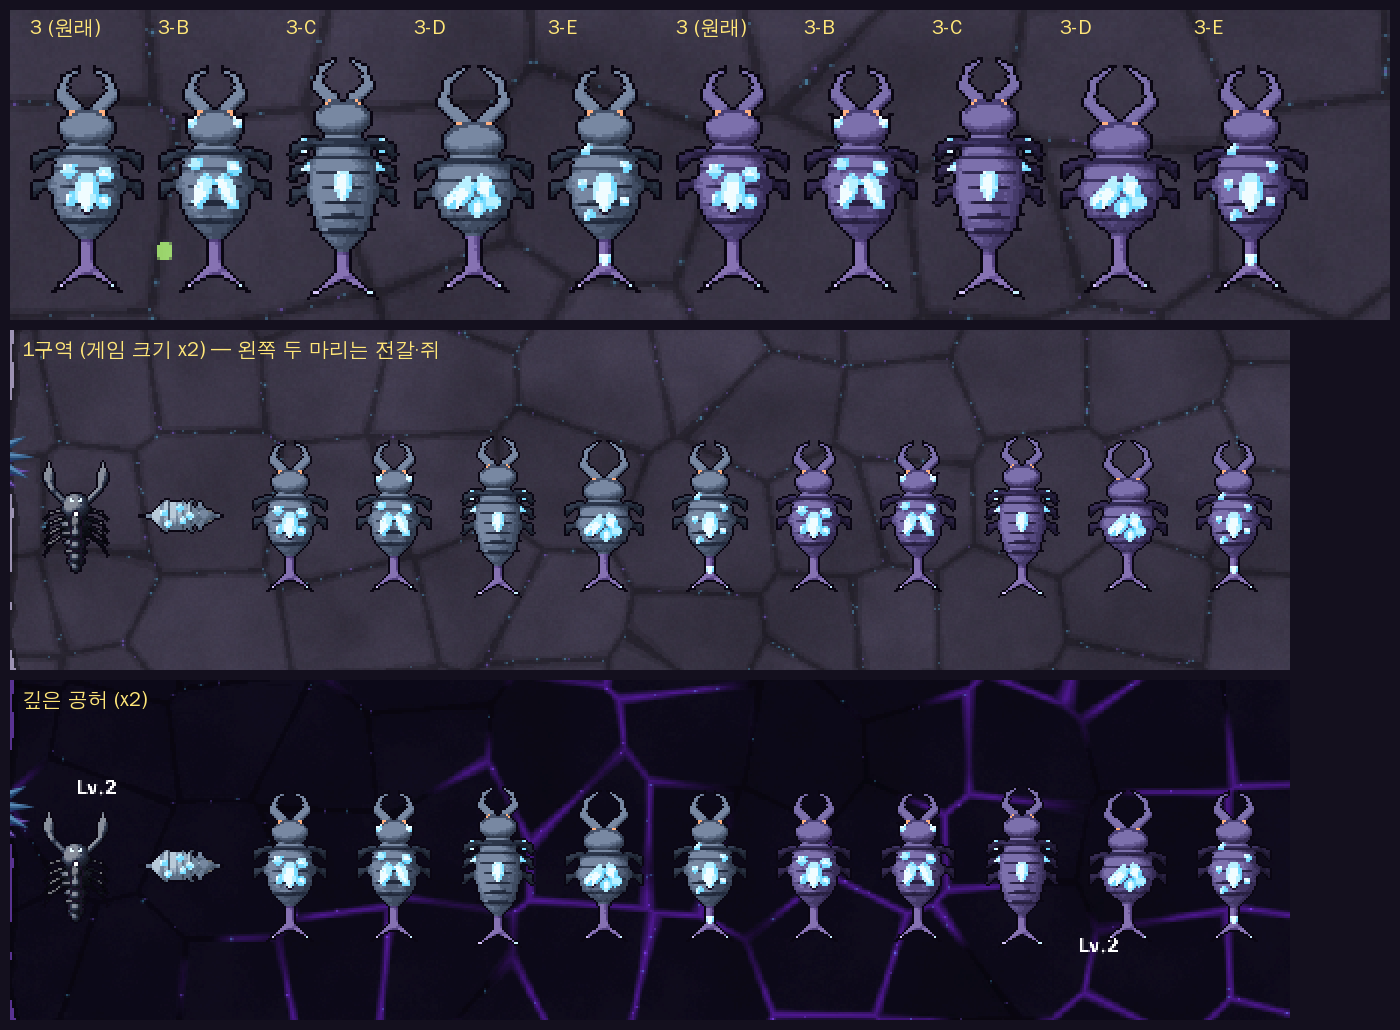 3 (원래) 3-B 3-C 3-D 3-E 3 (원래) 3-B 3-C 3-D 3-E
1구역 (게임 크기 x2) — 왼쪽 두 마리는 전갈·쥐
깊은 공허 (x2)
Lv.2
Lv.2